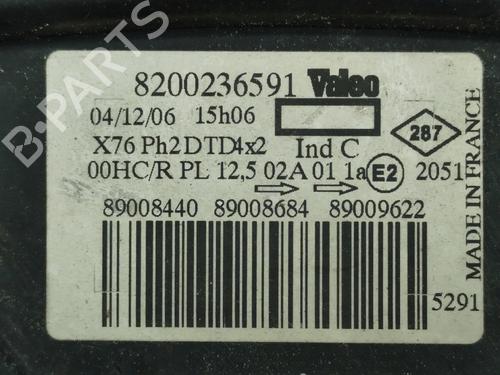 8200236591 Valeo
04/12/06 15h06
X76 Ph2 DTD4x2 Ind C
287
00HC/R PL 12,5 02A 01 1a E2 2051
89008440 89008684 89009622
5291
MADE IN FRANCE
B-PARTS